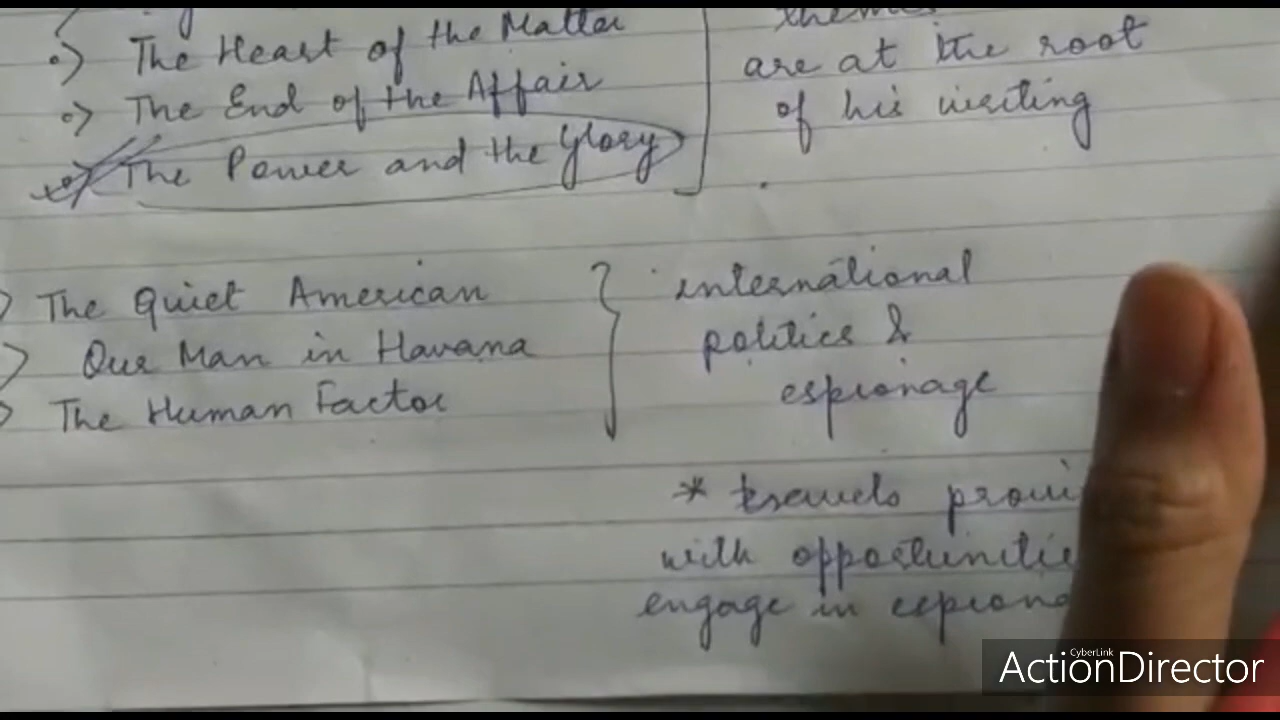 The Heart of the Matter
The End of the Affair
The Power and the Glory
are at the root
of his writing
The Quiet American
Our Man in Havana
The Human Factor
international
politics &
espionage
* travels provi
with opportunitie
engage in espiona
CyberLink
ActionDirector